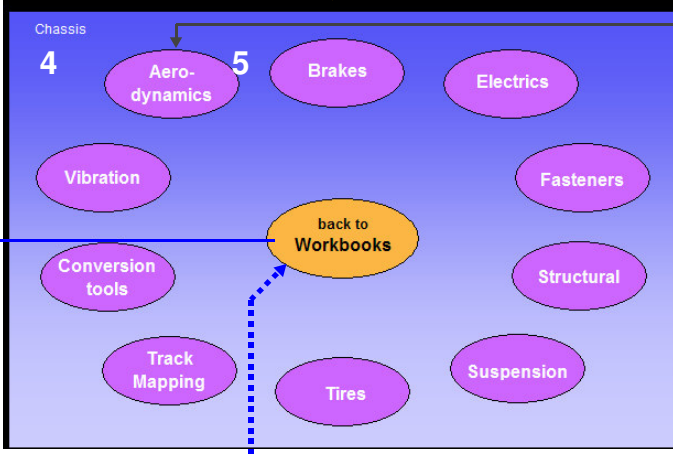 Chassis
4
5
Aero-
dynamics
Brakes
Electrics
Vibration
Fasteners
back to
Workbooks
Conversion
tools
Structural
Track
Mapping
Tires
Suspension